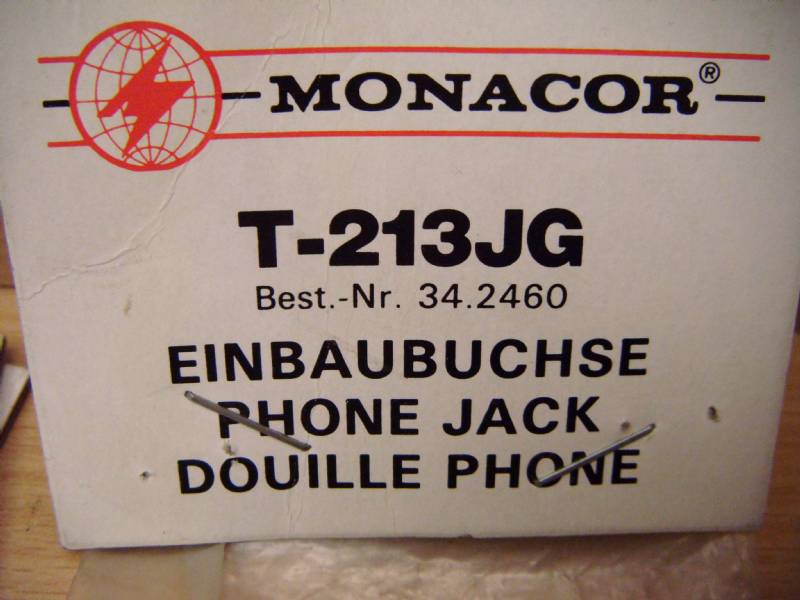 MONACOR®
T-213JG
Best.-Nr. 34.2460
EINBAUBUCHSE
PHONE JACK
DOUILLE PHONE